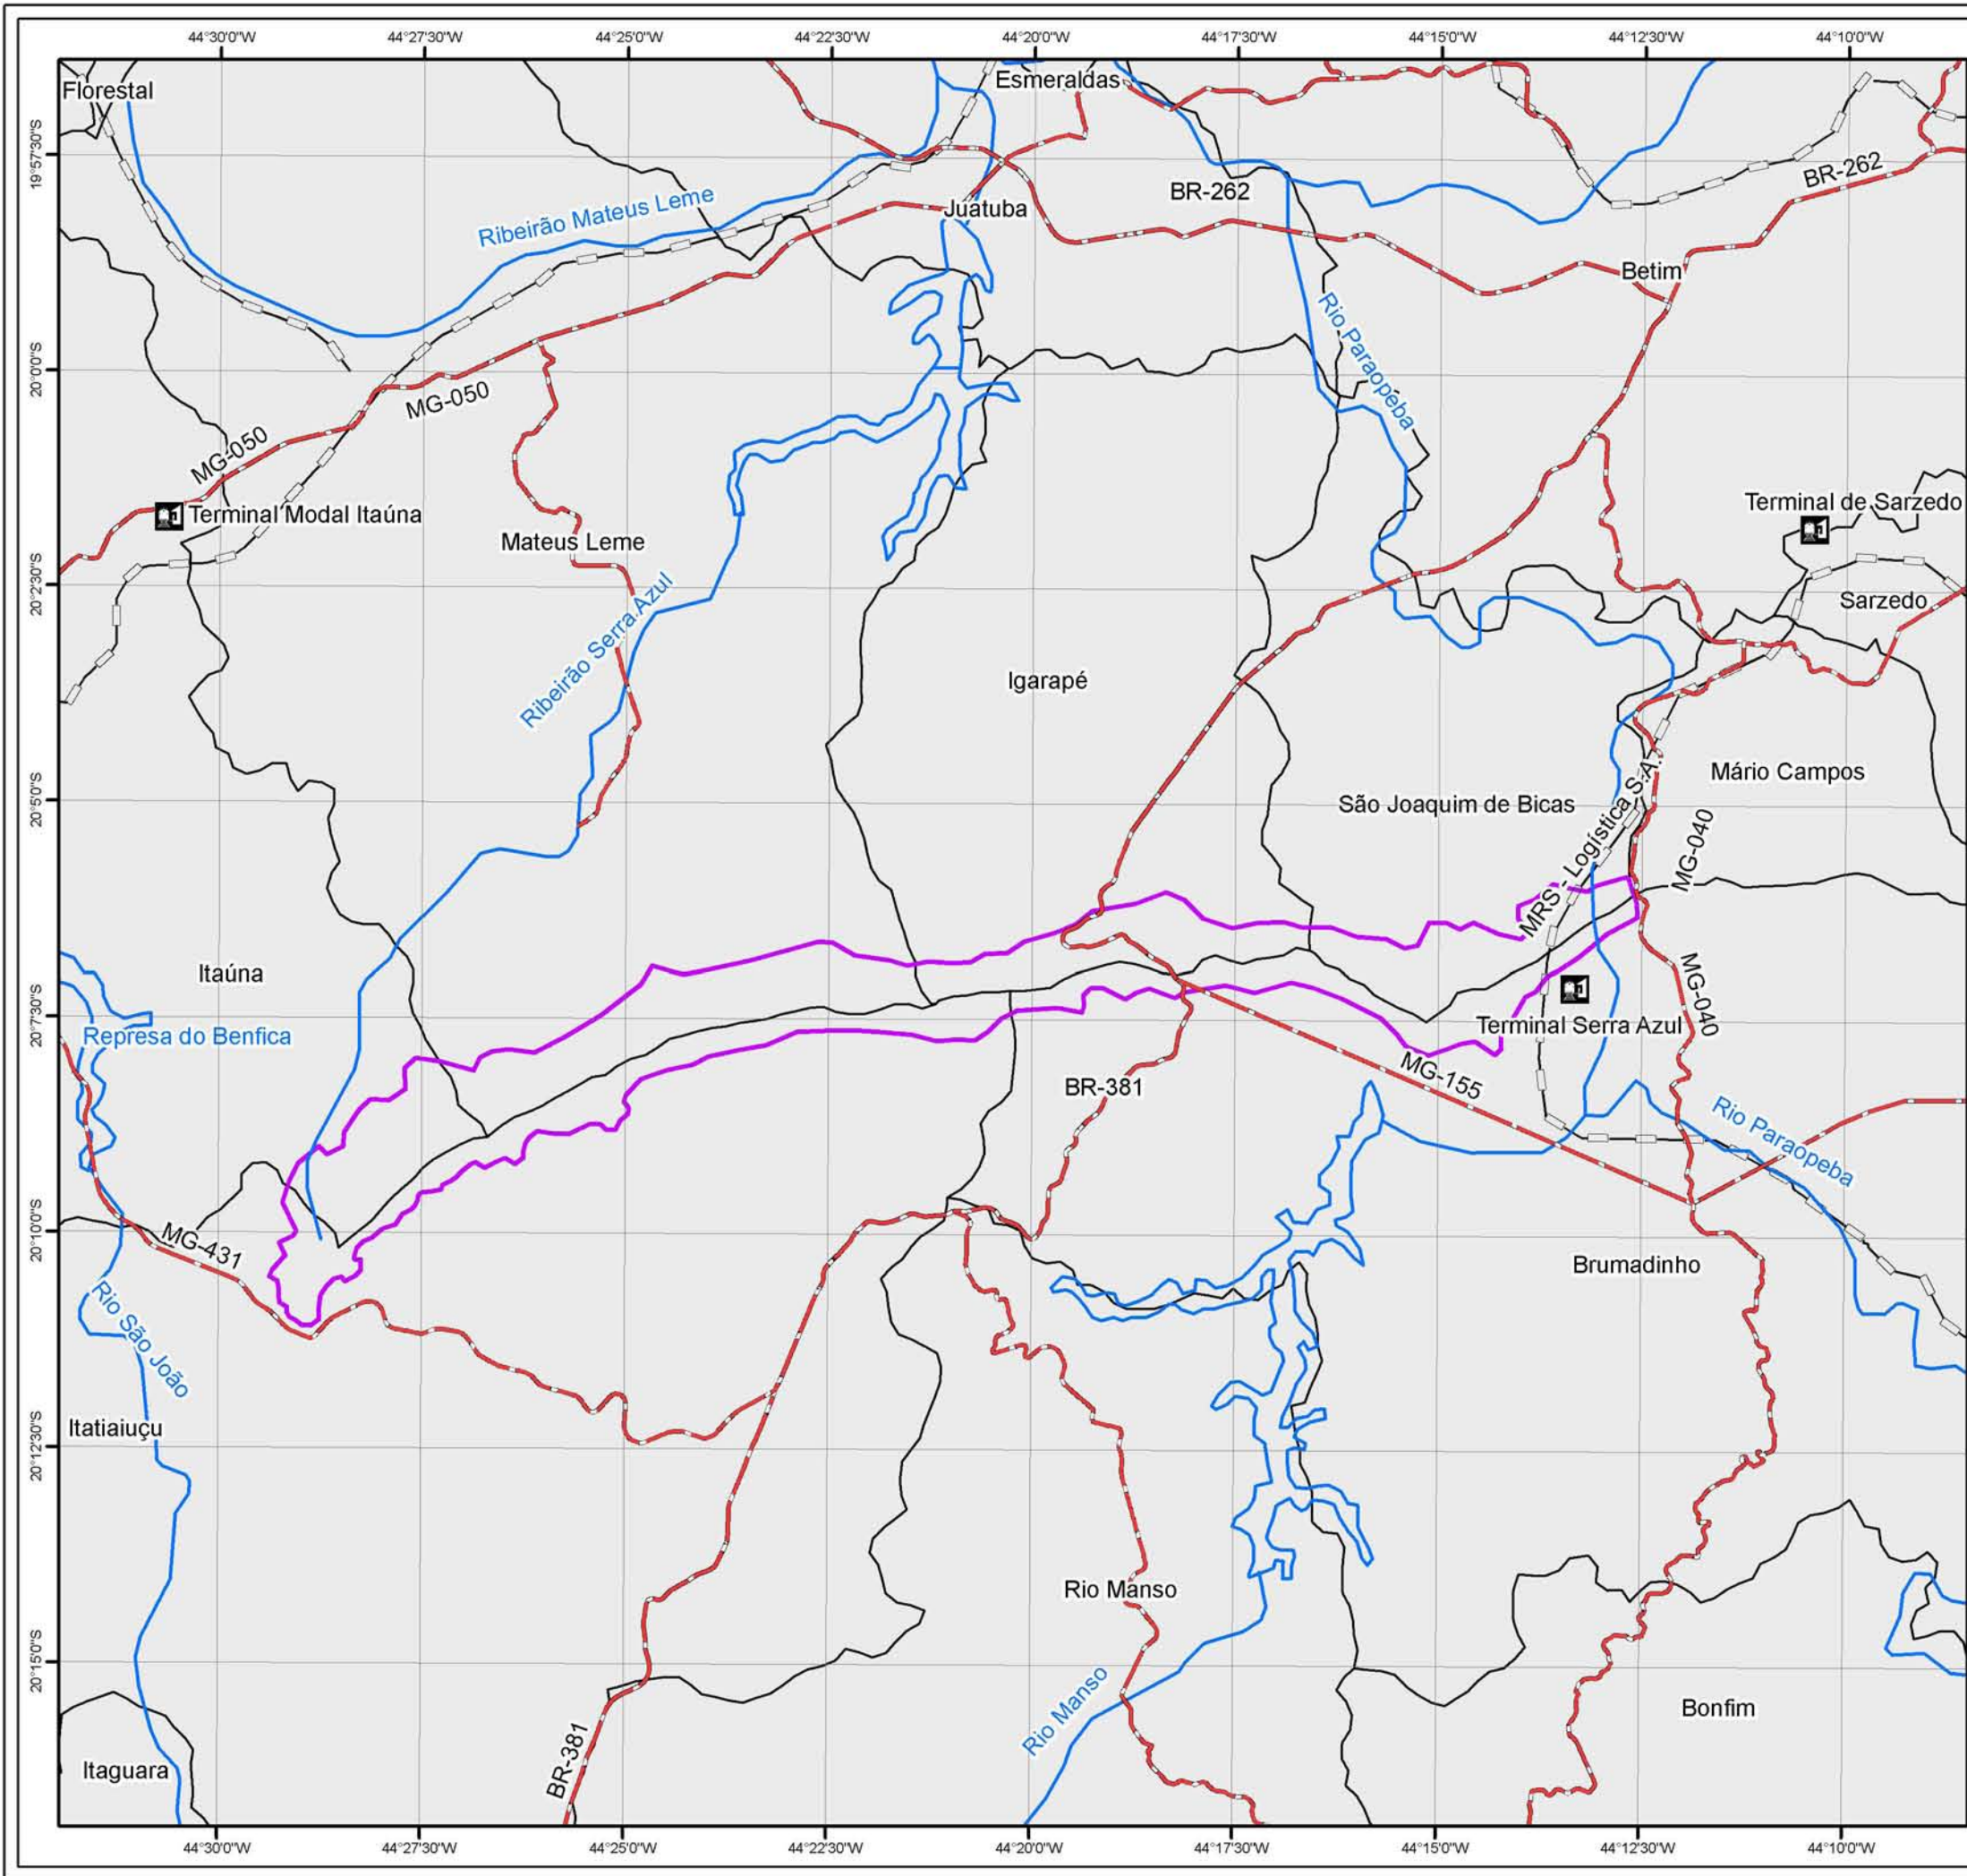 44°30'0"W
44°27'30"W
44°25'0"W
44°22'30"W
44°20'0"W
44°17'30"W
44°15'0"W
44°12'30"W
44°10'0"W
Florestal
Esmeraldas
19°57'30"S
BR-262
BR-262
Ribeirão Mateus Leme
Juatuba
Betim
Rio Paraopeba
20°0'0"S
MG-050
MG-050
Terminal Modal Itaúna
Terminal de Sarzedo
Mateus Leme
20°2'30"S
Sarzedo
Ribeirão Serra Azul
Igarapé
Mário Campos
20°5'0"S
São Joaquim de Bicas
MRS - Logística S.A.
MG-040
Itaúna
MG-040
20°7'30"S
Represa do Benfica
Terminal Serra Azul
BR-381
MG-155
Rio Paraopeba
20°10'0"S
MG-431
Brumadinho
Rio São João
Itatiaiuçu
20°12'30"S
Rio Manso
20°15'0"S
Rio Manso
Bonfim
BR-381
Itaguara
44°30'0"W
44°27'30"W
44°25'0"W
44°22'30"W
44°20'0"W
44°17'30"W
44°15'0"W
44°12'30"W
44°10'0"W